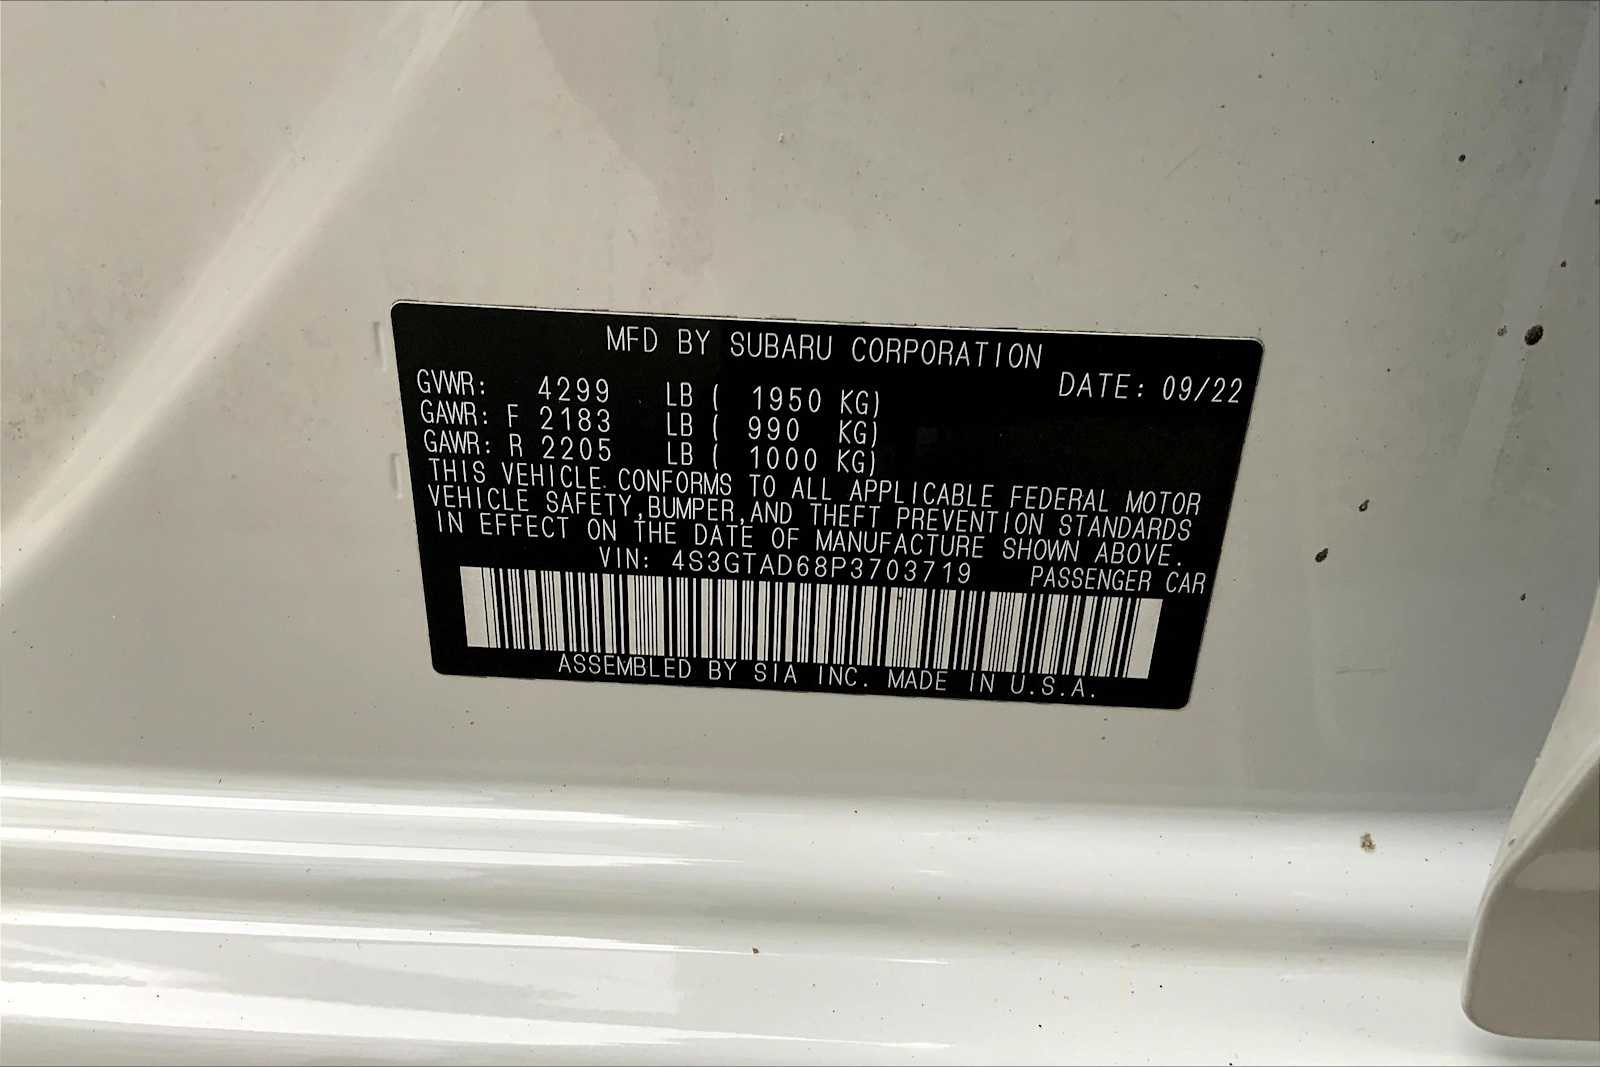 MFD BY SUBARU CORPORATION
DATE: 09/22
GVWR: 4299 LB ( 1950 KG)
GAWR: F 2183 LB ( 990 KG)
GAWR: R 2205 LB ( 1000 KG)
THIS VEHICLE CONFORMS TO ALL APPLICABLE FEDERAL MOTOR
VEHICLE SAFETY,BUMPER,AND THEFT PREVENTION STANDARDS
IN EFFECT ON THE DATE OF MANUFACTURE SHOWN ABOVE.
VIN: 4S3GTAD68P3703719 PASSENGER CAR
ASSEMBLED BY SIA INC. MADE IN U.S.A.